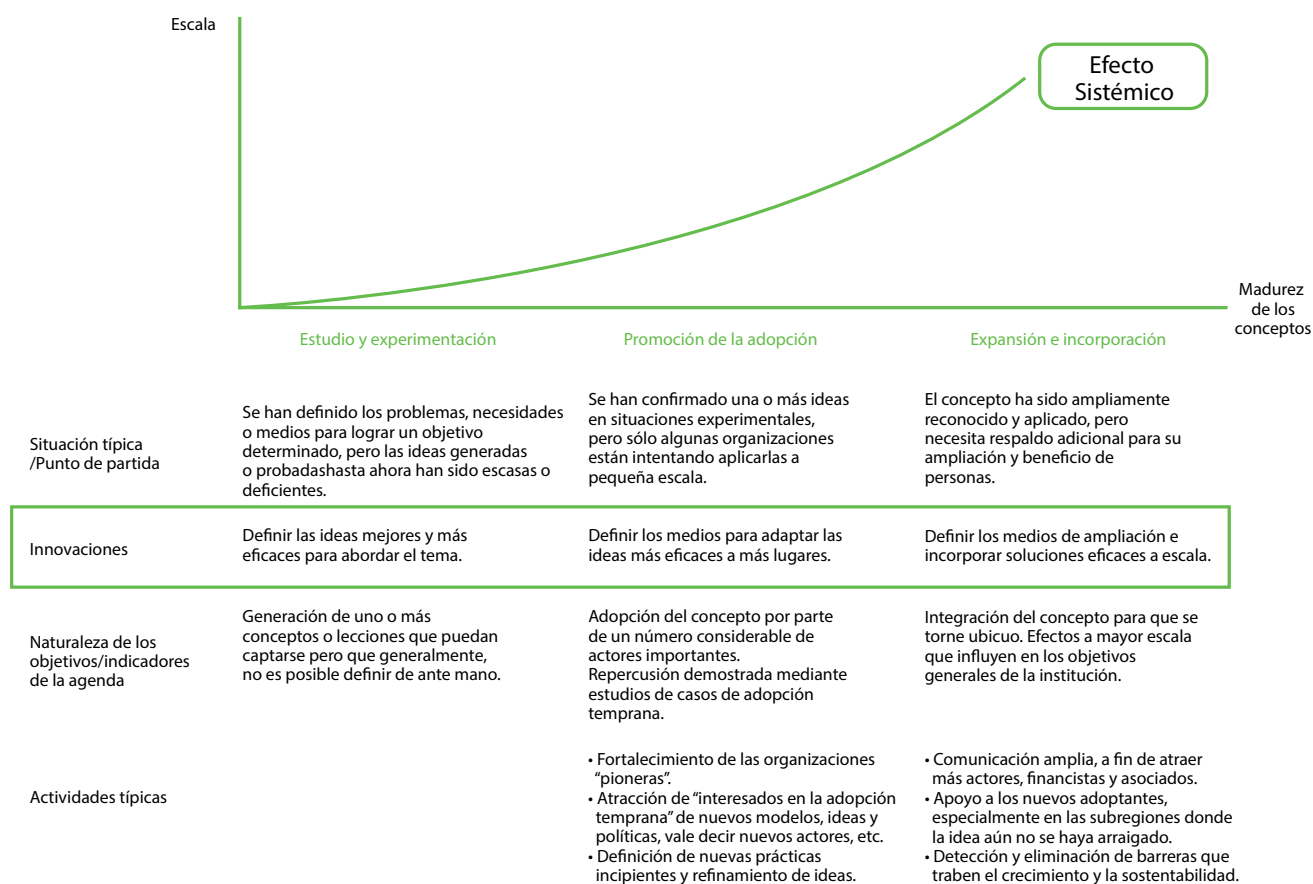 Escala
Efecto
Sistémico
Madurez
de los
conceptos
Estudio y experimentación
Promoción de la adopción
Expansión e incorporación
Situación típica
/Punto de partida
Se han definido los problemas, necesidades
o medios para lograr un objetivo
determinado, pero las ideas generadas
o probadashasta ahora han sido escasas o
deficientes.
Se han confirmado una o más ideas
en situaciones experimentales,
pero sólo algunas organizaciones
están intentando aplicarlas a
pequeña escala.
El concepto ha sido ampliamente
reconocido y aplicado, pero
necesita respaldo adicional para su
ampliación y beneficio de
personas.
Innovaciones
Definir las ideas mejores y más
eficaces para abordar el tema.
Definir los medios para adaptar las
ideas más eficaces a más lugares.
Definir los medios de ampliación e
incorporar soluciones eficaces a escala.
Naturaleza de los
objetivos/indicadores
de la agenda
Generación de uno o más
conceptos o lecciones que puedan
captarse pero que generalmente,
no es posible definir de ante mano.
Adopción del concepto por parte
de un número considerable de
actores importantes.
Repercusión demostrada mediante
estudios de casos de adopción
temprana.
Integración del concepto para que se
torne ubicuo. Efectos a mayor escala
que influyen en los objetivos
generales de la institución.
Actividades típicas
• Fortalecimiento de las organizaciones
"pioneras".
• Atracción de "interesados en la adopción
temprana" de nuevos modelos, ideas y
políticas, vale decir nuevos actores, etc.
• Definición de nuevas prácticas
incipientes y refinamiento de ideas.
• Comunicación amplia, a fin de atraer
más actores, financistas y asociados.
• Apoyo a los nuevos adoptantes,
especialmente en las subregiones donde
la idea aún no se haya arraigado.
• Detección y eliminación de barreras que
traben el crecimiento y la sostentabilidad.